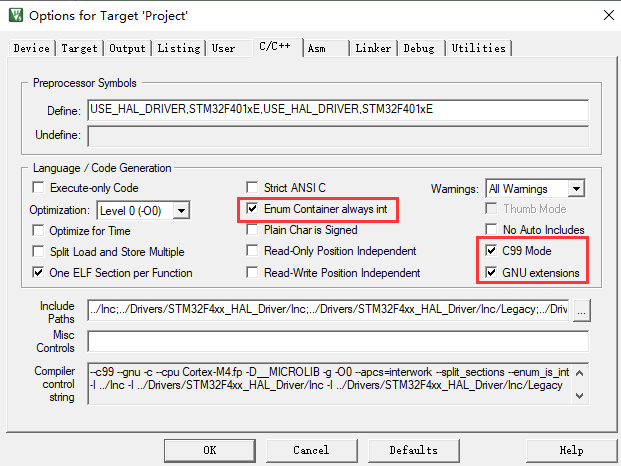 Options for Target 'Project'
Device Target Output Listing User C/C++ Asm Linker Debug Utilities
Preprocessor Symbols
Define: USE_HAL_DRIVER,STM32F401xE,USE_HAL_DRIVER,STM32F401xE
Undefine:
Language / Code Generation
Execute-only Code Strict ANSI C Warnings: All Warnings
Optimization: Level 0 (-O0) Enum Container always int Thumb Mode
Optimize for Time Plain Char is Signed No Auto Includes
Split Load and Store Multiple Read-Only Position Independent C99 Mode
One ELF Section per Function Read-Write Position Independent GNU extensions
Include Paths ../Inc;../Drivers/STM32F4xx_HAL_Driver/Inc;../Drivers/STM32F4xx_HAL_Driver/Inc/Legacy;../Driv ...
Misc Controls
Compiler control string --c99 --gnu -c --cpu Cortex-M4.fp -D__MICROLIB -g -O0 --apcs=interwork --split_sections --enum_is_int
-I ../Inc -I ../Drivers/STM32F4xx_HAL_Driver/Inc -I ../Drivers/STM32F4xx_HAL_Driver/Inc/Legacy
OK Cancel Defaults Help